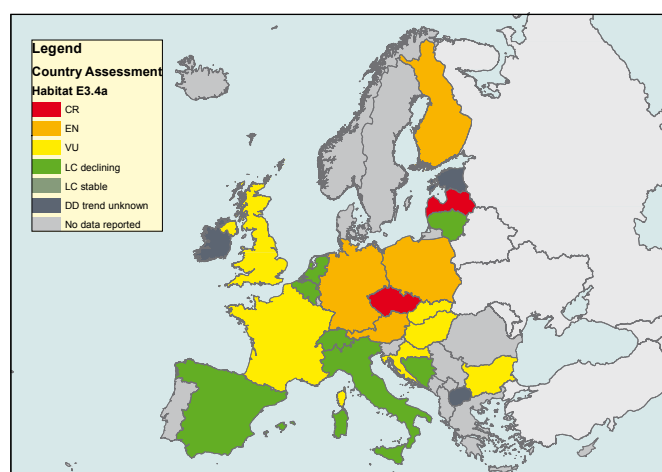 Legend
Country Assessment
Habitat E3.4a
CR
EN
VU
LC declining
LC stable
DD trend unknown
No data reported